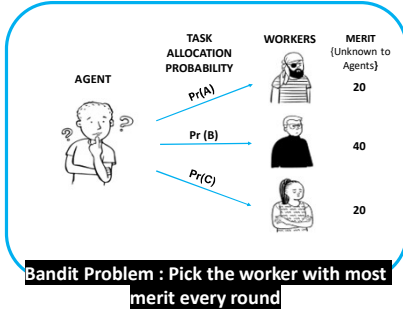 TASK
ALLOCATION
PROBABILITY
WORKERS
MERIT
{Unknown to
Agents}
AGENT
Pr(A)
20
?
?
Pr (B)
40
Pr(C)
20
Bandit Problem : Pick the worker with most
merit every round